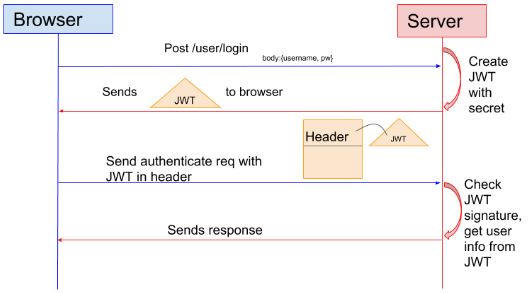 Browser
Server
Post /user/login
body:{username, pw}
Create
JWT
with
secret
Sends JWT to browser
Header
JWT
Send authenticate req with
JWT in header
Check
JWT
signature,
get user
info from
JWT
Sends response